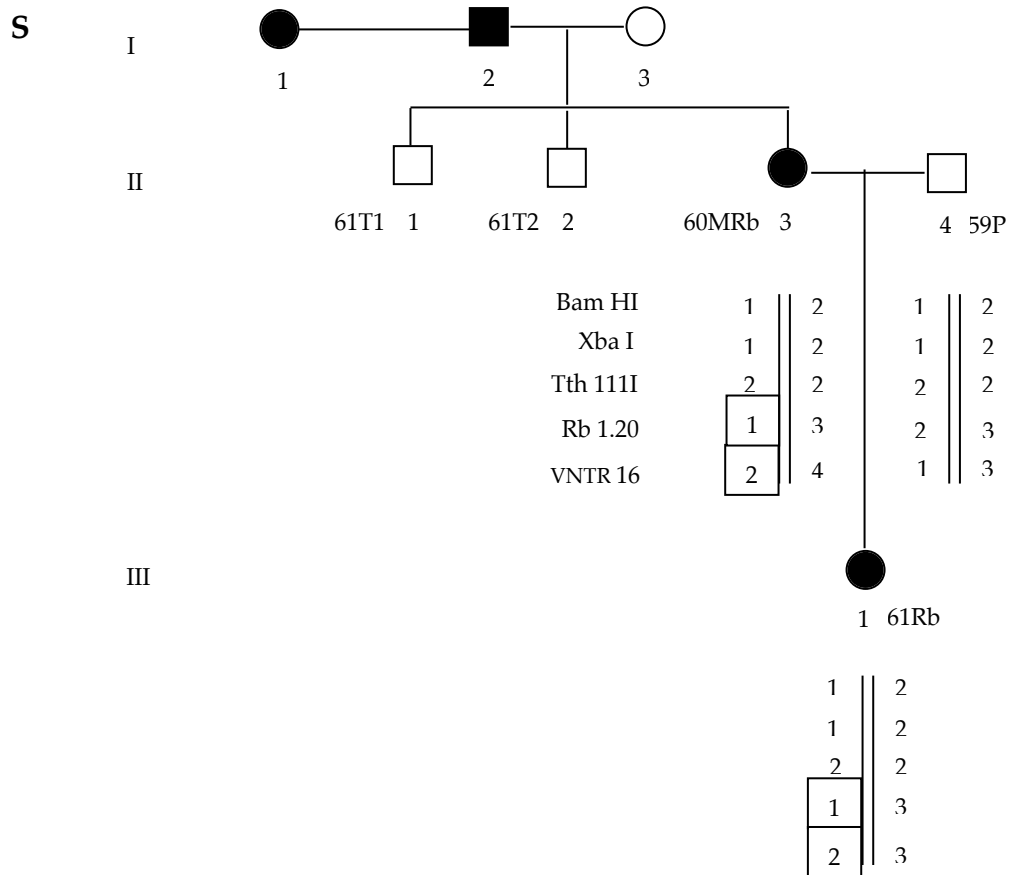 S
I
1 2 3
II
61T1 1 61T2 2 60MRb 3 4 59P
Bam HI 1 2 1 2
Xba I 1 2 1 2
Tth 111I 2 2 2 2
Rb 1.20 1 3 2 3
VNTR 16 2 4 1 3
III
1 61Rb
1 2
1 2
2 2
1 3
2 3